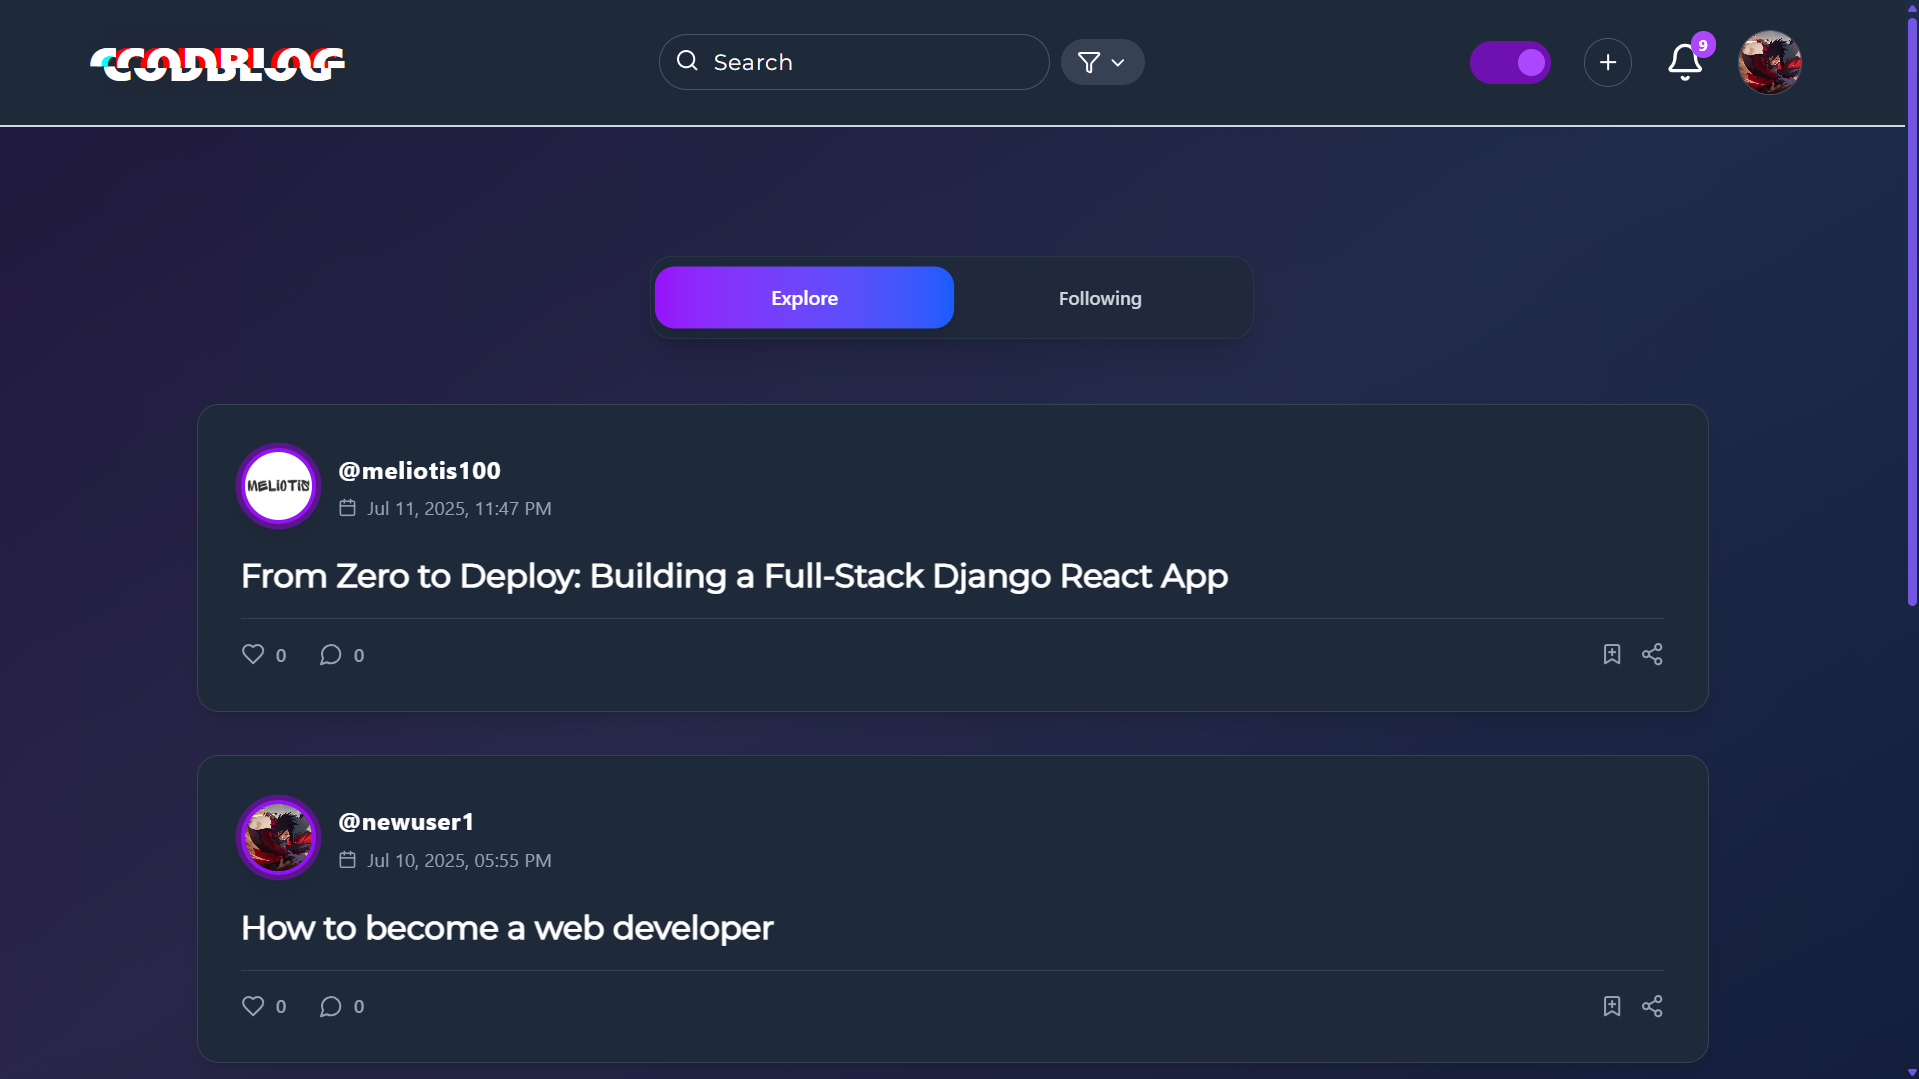 CCODBLOG
Search
9
Explore
Following
MELIOTIS
@meliotis100
Jul 11, 2025, 11:47 PM
From Zero to Deploy: Building a Full-Stack Django React App
0
0
@newuser1
Jul 10, 2025, 05:55 PM
How to become a web developer
0
0